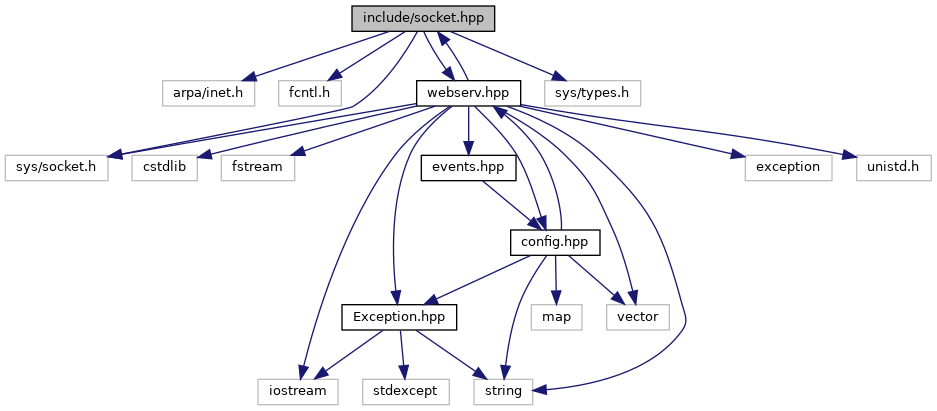 include/socket.hpp
arpa/inet.h
fcntl.h
webserv.hpp
sys/types.h
sys/socket.h
cstdlib
fstream
events.hpp
exception
unistd.h
config.hpp
Exception.hpp
map
vector
iostream
stdexcept
string